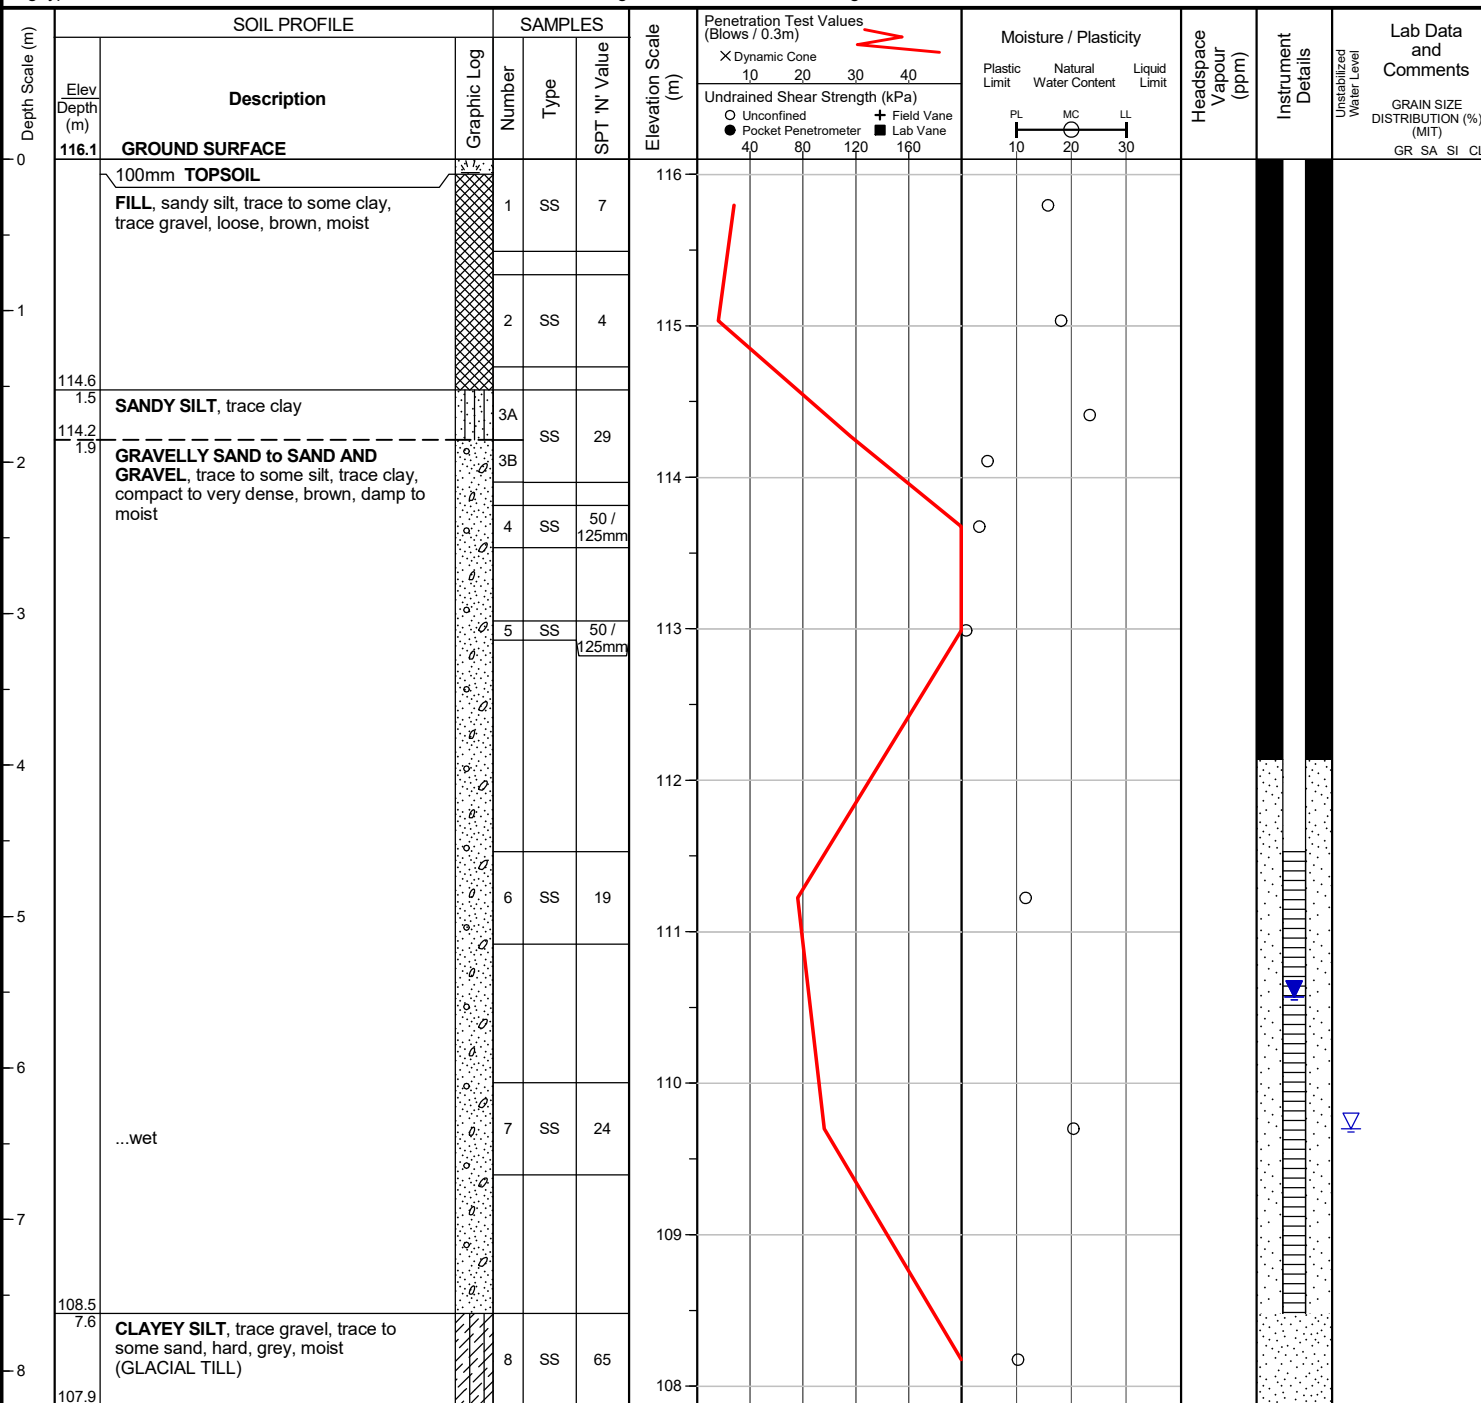 SOIL PROFILE
SAMPLES
Depth Scale (m)
Elev
Depth
(m)
116.1
Description
GROUND SURFACE
Graphic Log
Number
Type
SPT 'N' Value
Elevation Scale
(m)
Penetration Test Values
(Blows / 0.3m)
Dynamic Cone
10 20 30 40
Undrained Shear Strength (kPa)
Unconfined
Field Vane
Pocket Penetrometer
Lab Vane
40 80 120 160
Moisture / Plasticity
Plastic
Limit
Natural
Water Content
Liquid
Limit
PL MC LL
10 20 30
Headspace
Vapour
(ppm)
Instrument
Details
Unstabilized
Water Level
Lab Data
and
Comments
GRAIN SIZE
DISTRIBUTION (%)
(MIT)
GR SA SI CL
0
100mm TOPSOIL
116
FILL, sandy silt, trace to some clay,
trace gravel, loose, brown, moist
1 SS 7
1
2 SS 4
115
114.6
1.5
SANDY SILT, trace clay
3A
SS 29
114.2
1.9
GRAVELLY SAND to SAND AND
GRAVEL, trace to some silt, trace clay,
compact to very dense, brown, damp to
moist
3B
2
114
4 SS 50 /
125mm
3
5 SS 50 /
125mm
113
4
112
6 SS 19
5
111
6
110
...wet
7 SS 24
7
109
108.5
7.6
CLAYEY SILT, trace gravel, trace to
some sand, hard, grey, moist
(GLACIAL TILL)
8 SS 65
8
108
107.9